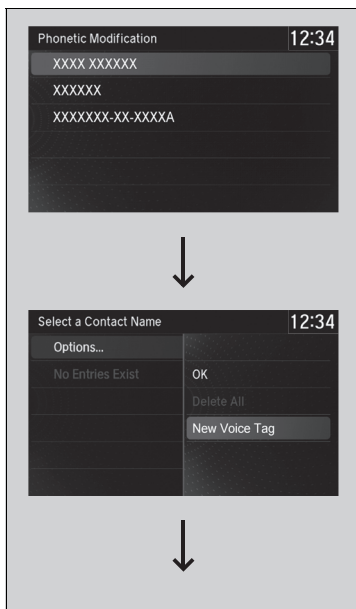 Phonetic Modification 12:34
XXXX XXXXXX
XXXXXX
XXXXXXX-XX-XXXXA
Select a Contact Name 12:34
Options...
No Entries Exist OK
Delete All
New Voice Tag